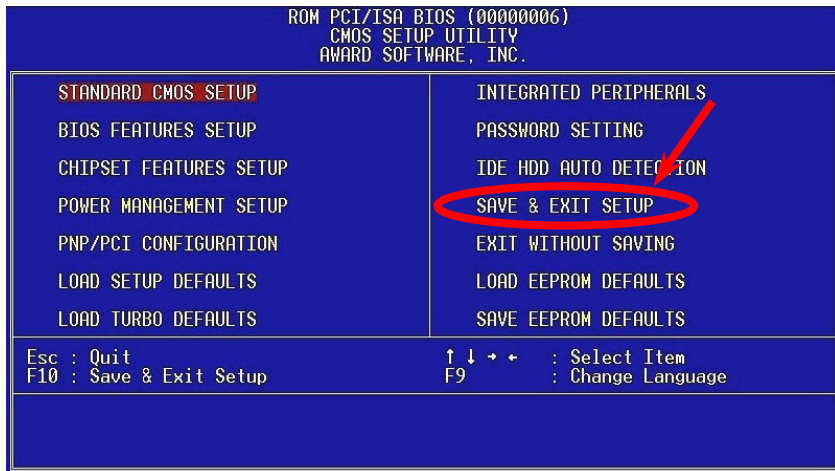 ROM PCI/ISA BIOS (00000006)
CMOS SETUP UTILITY
AWARD SOFTWARE, INC.
STANDARD CMOS SETUP
BIOS FEATURES SETUP
CHIPSET FEATURES SETUP
POWER MANAGEMENT SETUP
PNP/PCI CONFIGURATION
LOAD SETUP DEFAULTS
LOAD TURBO DEFAULTS
INTEGRATED PERIPHERALS
PASSWORD SETTING
IDE HDD AUTO DETECTION
SAVE & EXIT SETUP
EXIT WITHOUT SAVING
LOAD EEPROM DEFAULTS
SAVE EEPROM DEFAULTS
Esc : Quit
F10 : Save & Exit Setup
↑ ↓ → ← : Select Item
F9 : Change Language